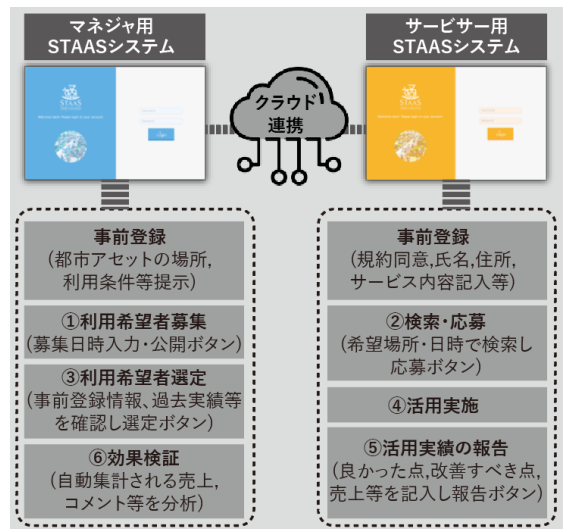 マネジャ用
STAASシステム
サービサー用
STAASシステム
STAAS
クラウド
連携
STAAS
事前登録
(都市アセットの場所,
利用条件等提示)
①利用希望者募集
(募集日時入力・公開ボタン)
③利用希望者選定
(事前登録情報、過去実績等
を確認し選定ボタン)
⑥効果検証
(自動集計される売上,
コメント等を分析)
事前登録
(規約同意,氏名,住所,
サービス内容記入等)
②検索・応募
(希望場所・日時で検索し
応募ボタン)
④活用実施
⑤活用実績の報告
(良かった点,改善すべき点,
売上等を記入し報告ボタン)